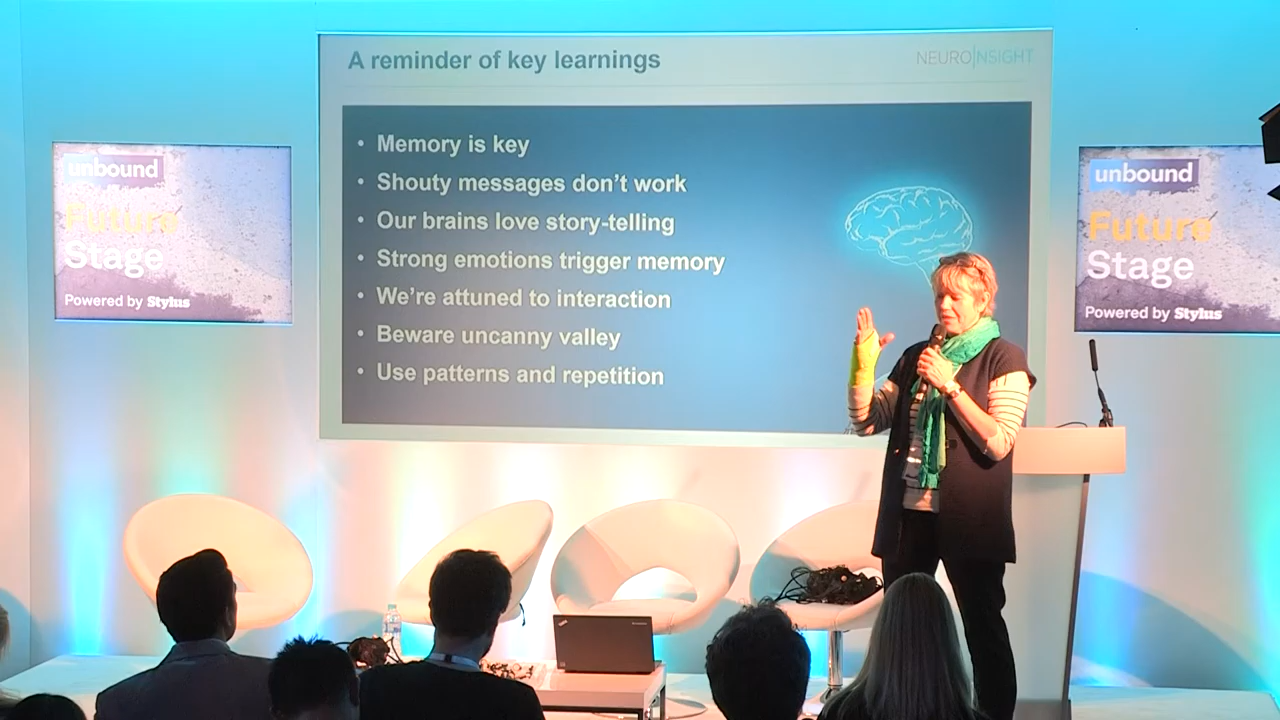 A reminder of key learnings
NEURO|NSIGHT
• Memory is key
• Shouty messages don't work
• Our brains love story-telling
• Strong emotions trigger memory
• We're attuned to interaction
• Beware uncanny valley
• Use patterns and repetition
unbound
Future
Stage
Powered by Stylus
unbound
Future
Stage
Powered by Stylus